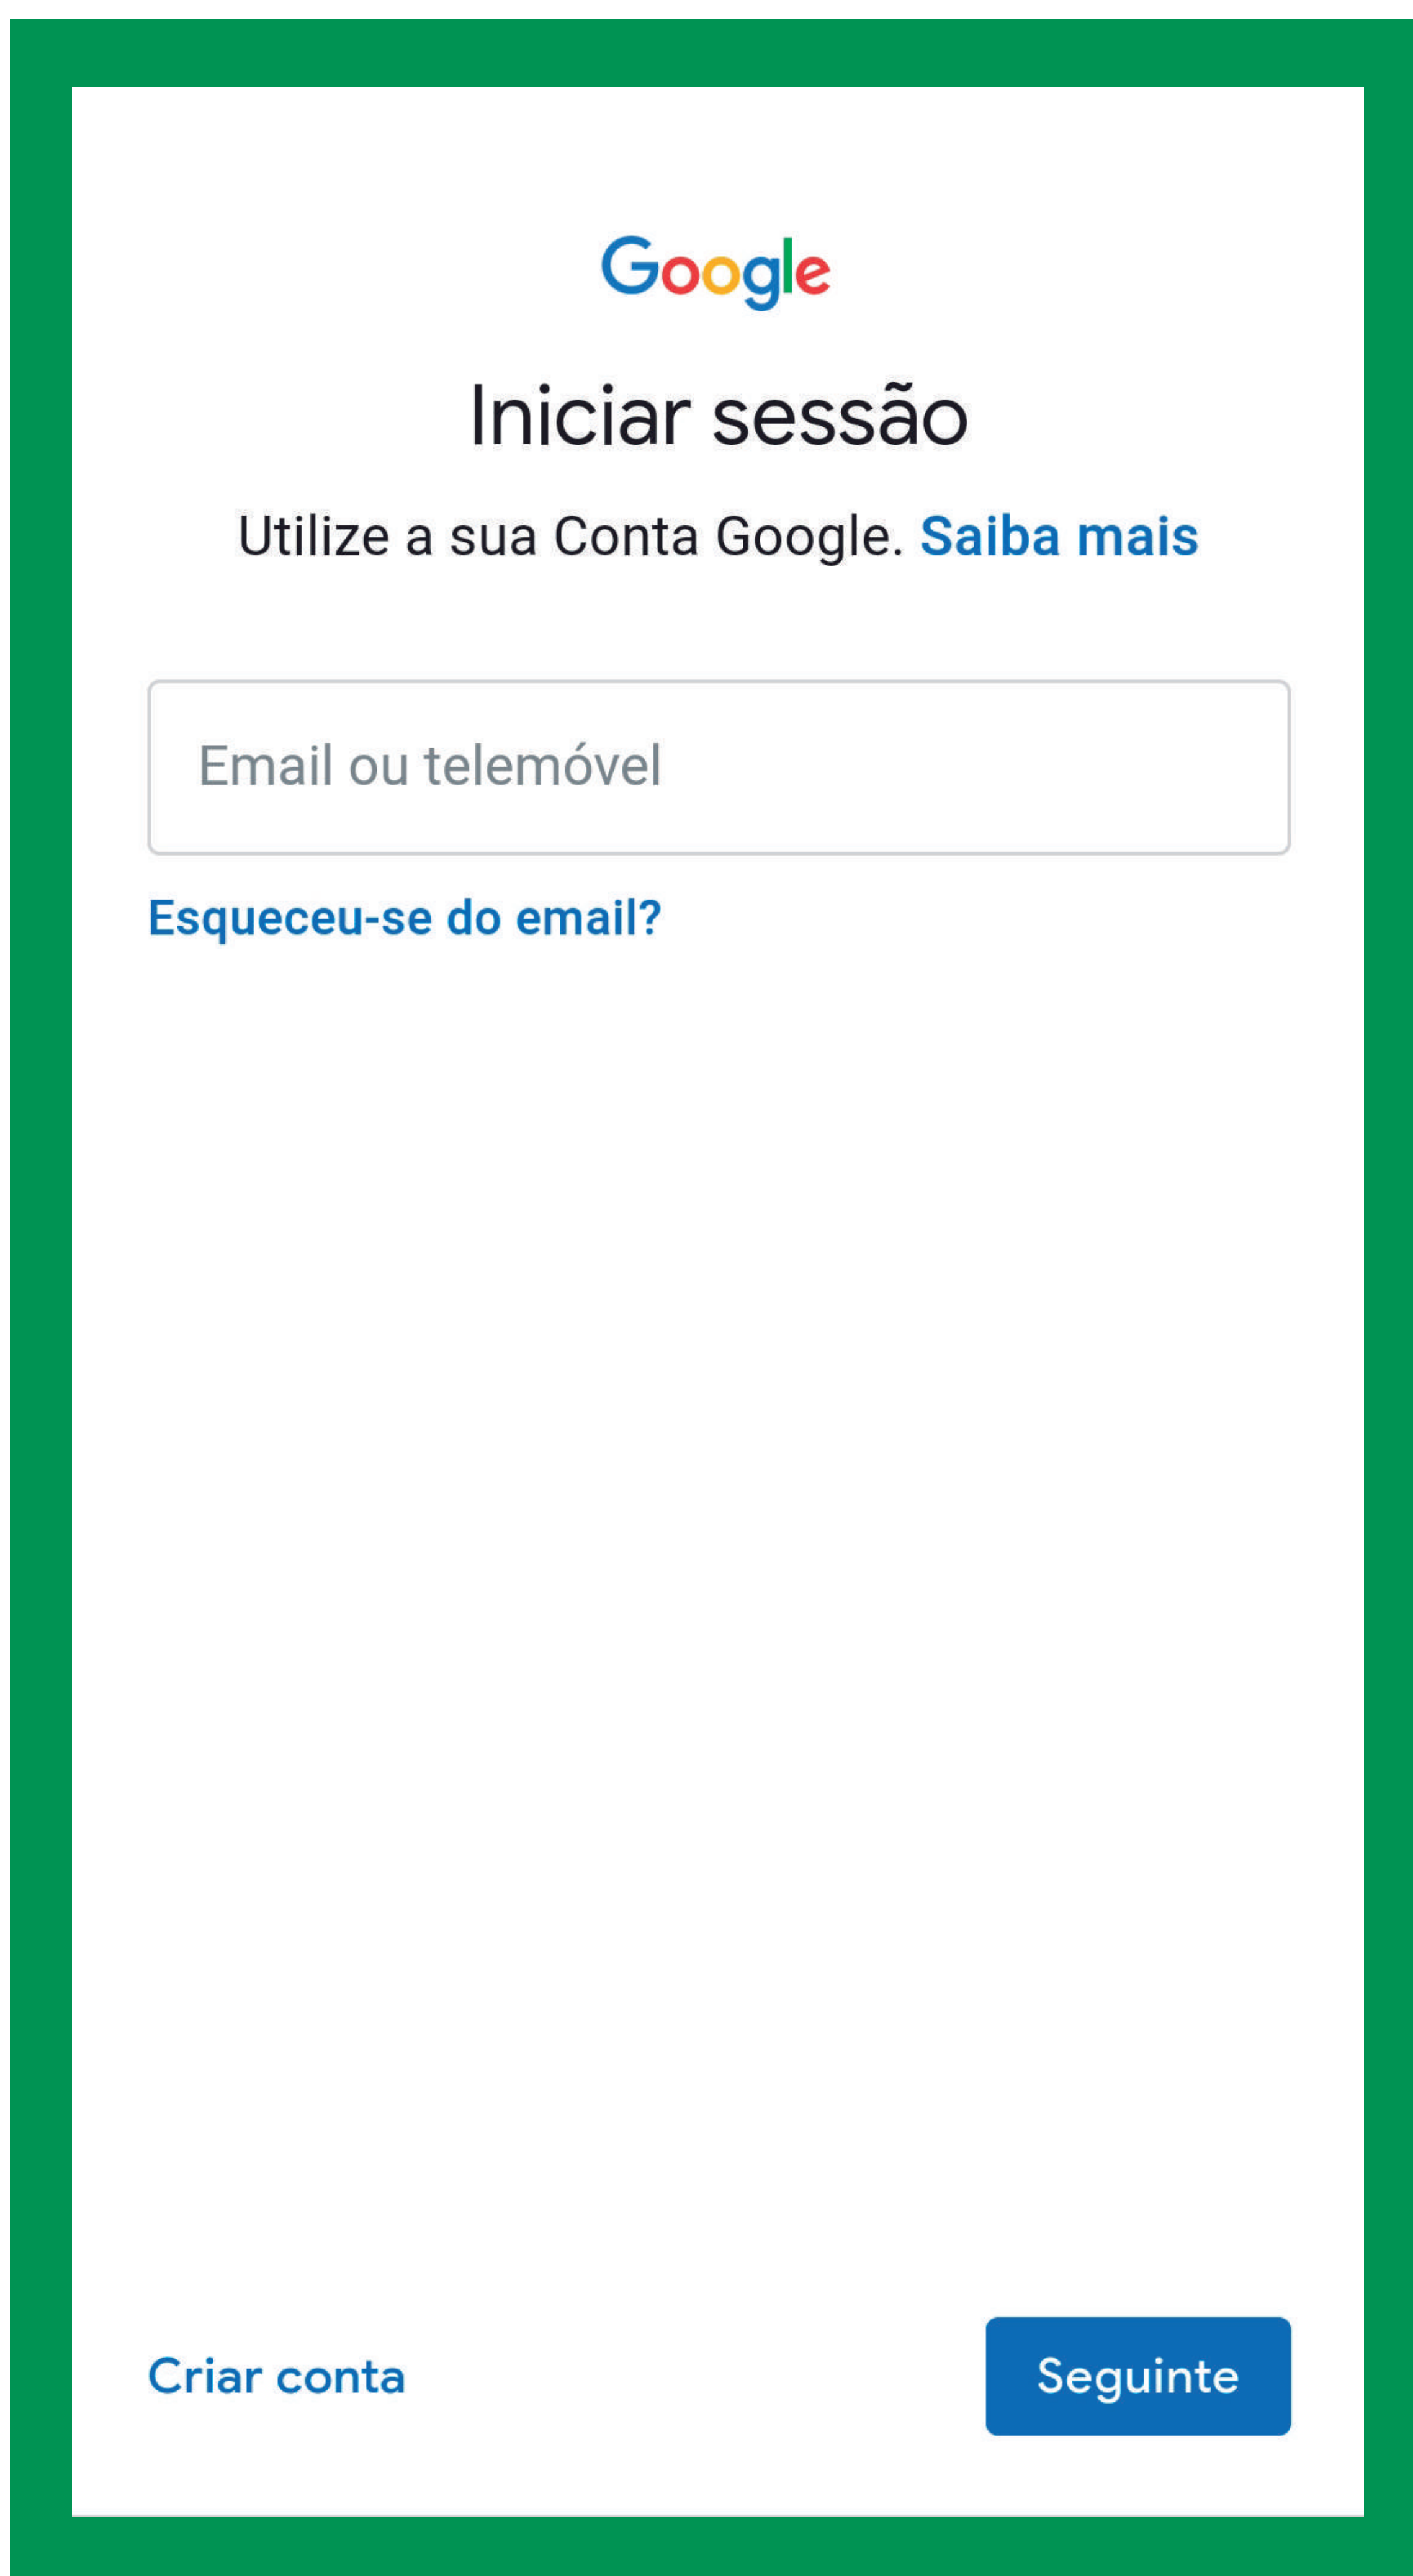 Google
Iniciar sessão
Utilize a sua Conta Google. Saiba mais
Email ou telemóvel
Esqueceu-se do email?
Criar conta
Seguinte